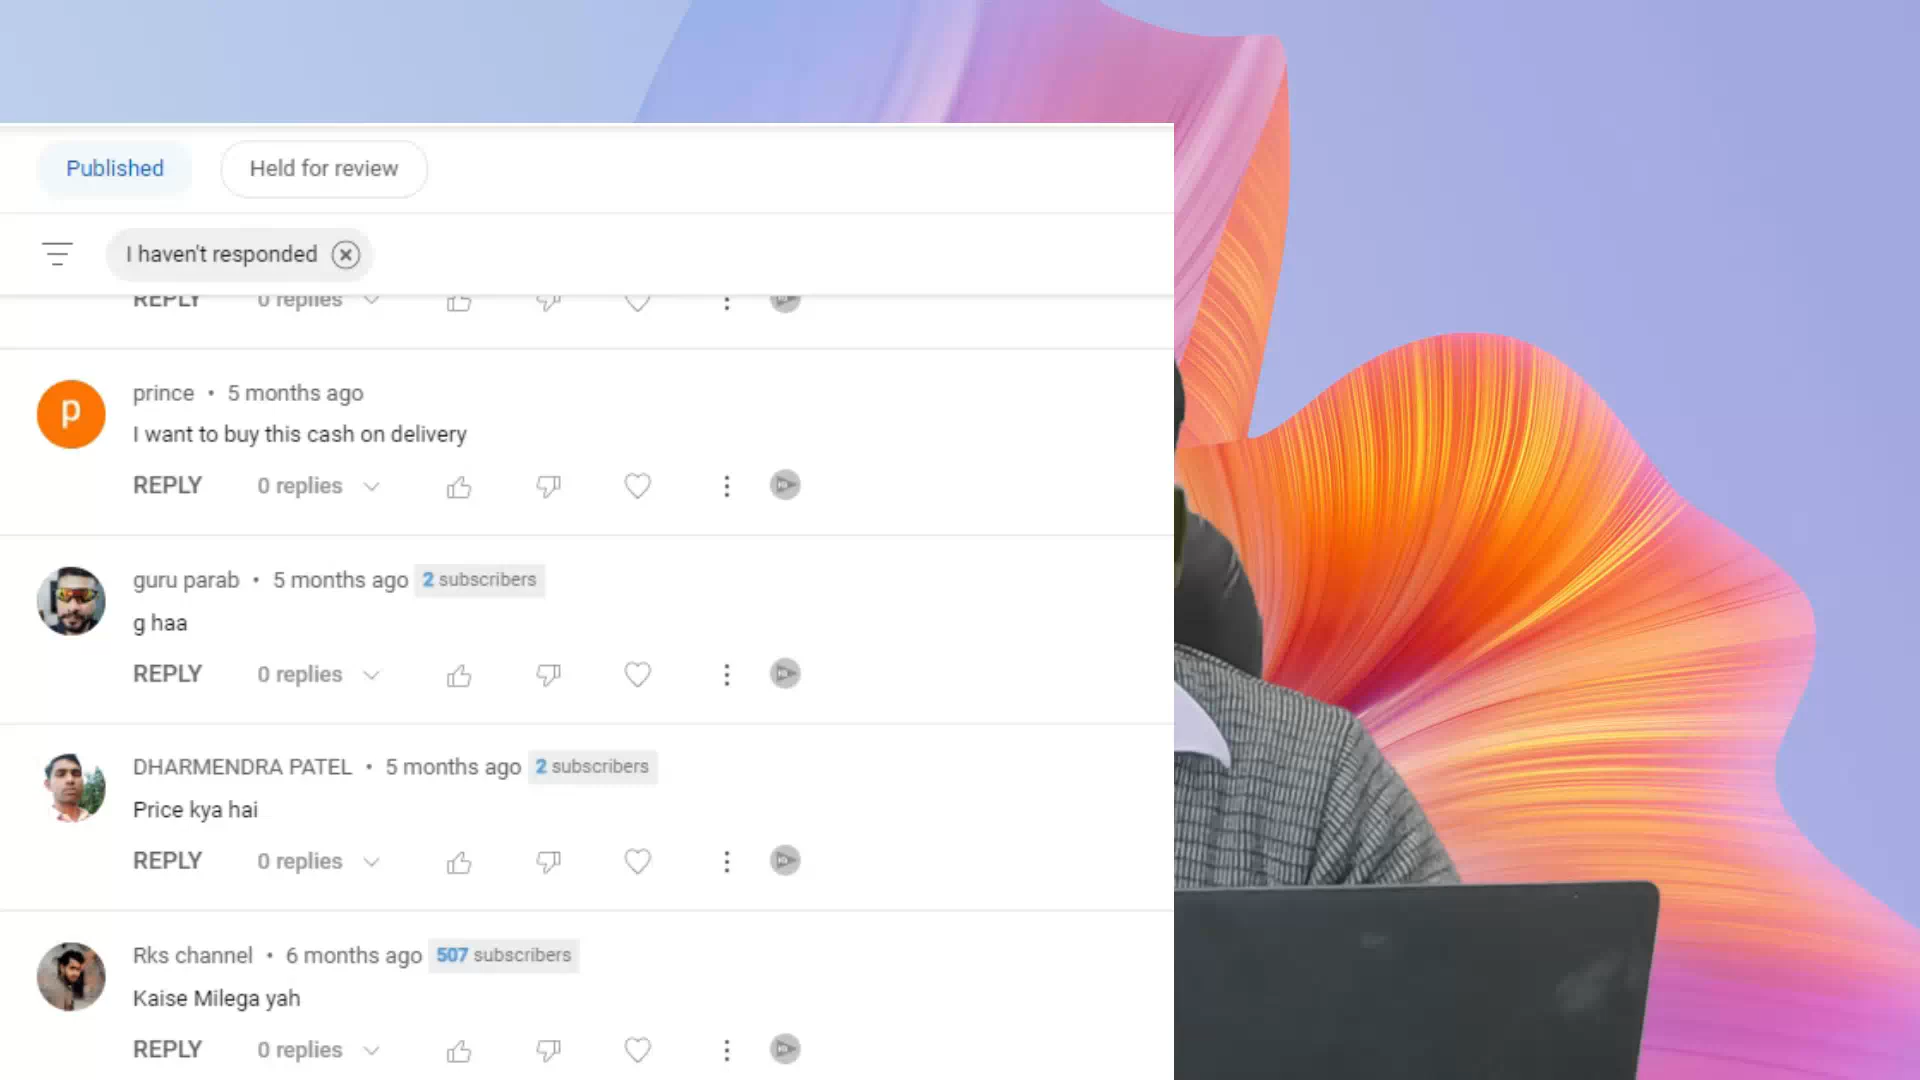 Published Held for review
I haven't responded
REPLY 0 replies
prince • 5 months ago
I want to buy this cash on delivery
REPLY 0 replies
guru parab • 5 months ago 2 subscribers
g haa
REPLY 0 replies
DHARMENDRA PATEL • 5 months ago 2 subscribers
Price kya hai
REPLY 0 replies
Rks channel • 6 months ago 507 subscribers
Kaise Milega yah
REPLY 0 replies